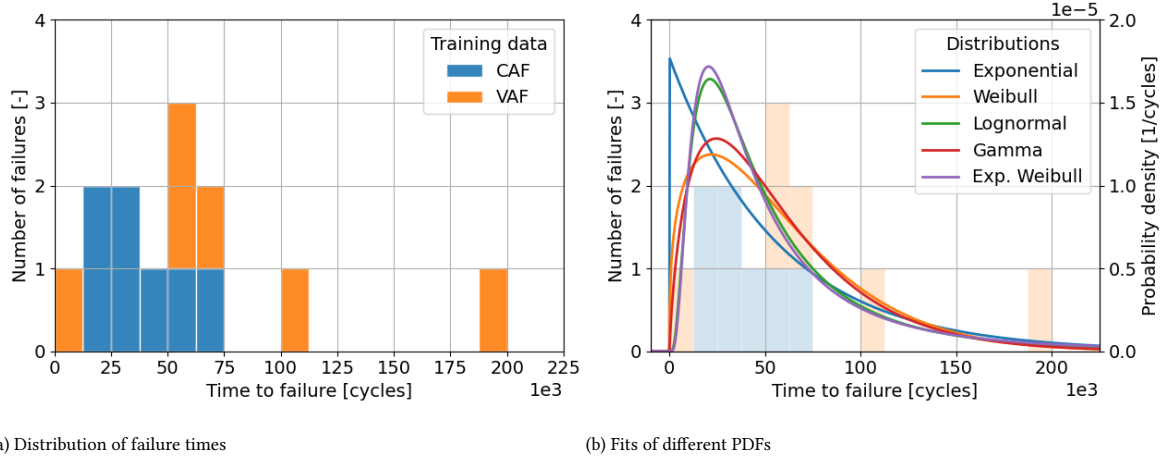 4
3
2
1
0
Number of failures [-]
Training data
CAF
VAF
0 25 50 75 100 125 150 175 200 225
Time to failure [cycles]
1e3
a) Distribution of failure times
4
3
2
1
0
Number of failures [-]
1e−5
2.0
1.5
1.0
0.5
0.0
Probability density [1/cycles]
Distributions
Exponential
Weibull
Lognormal
Gamma
Exp. Weibull
0 50 100 150 200
Time to failure [cycles]
1e3
(b) Fits of different PDFs